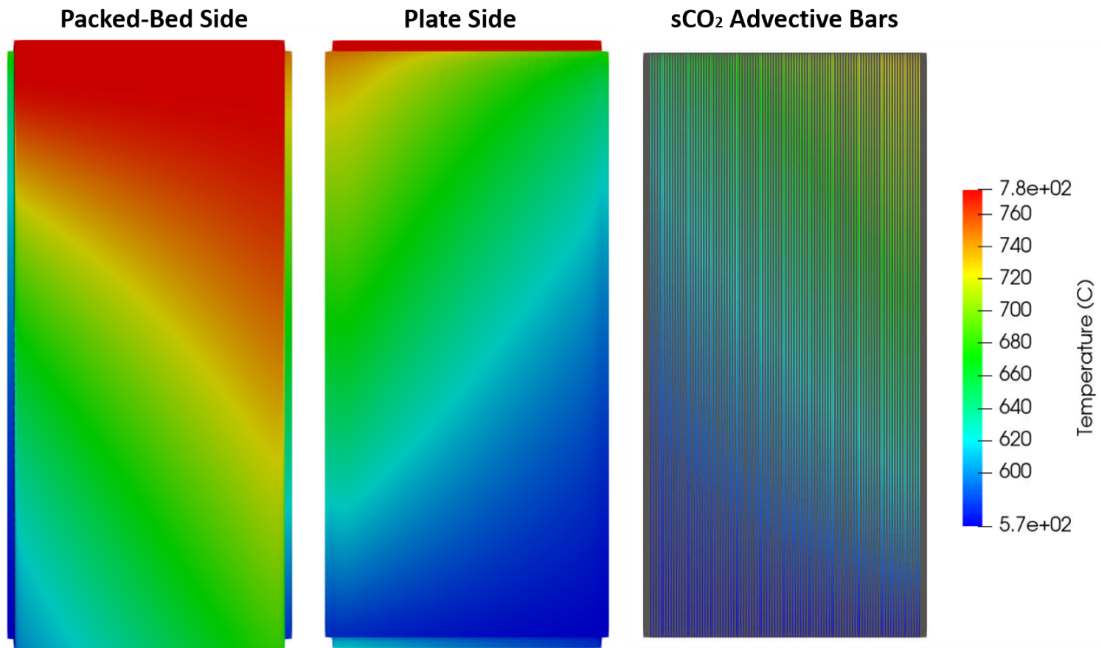 Packed-Bed Side
Plate Side
sCO₂ Advective Bars
7.8e+02
760
740
720
700
680
660
640
620
600
5.7e+02
Temperature (C)